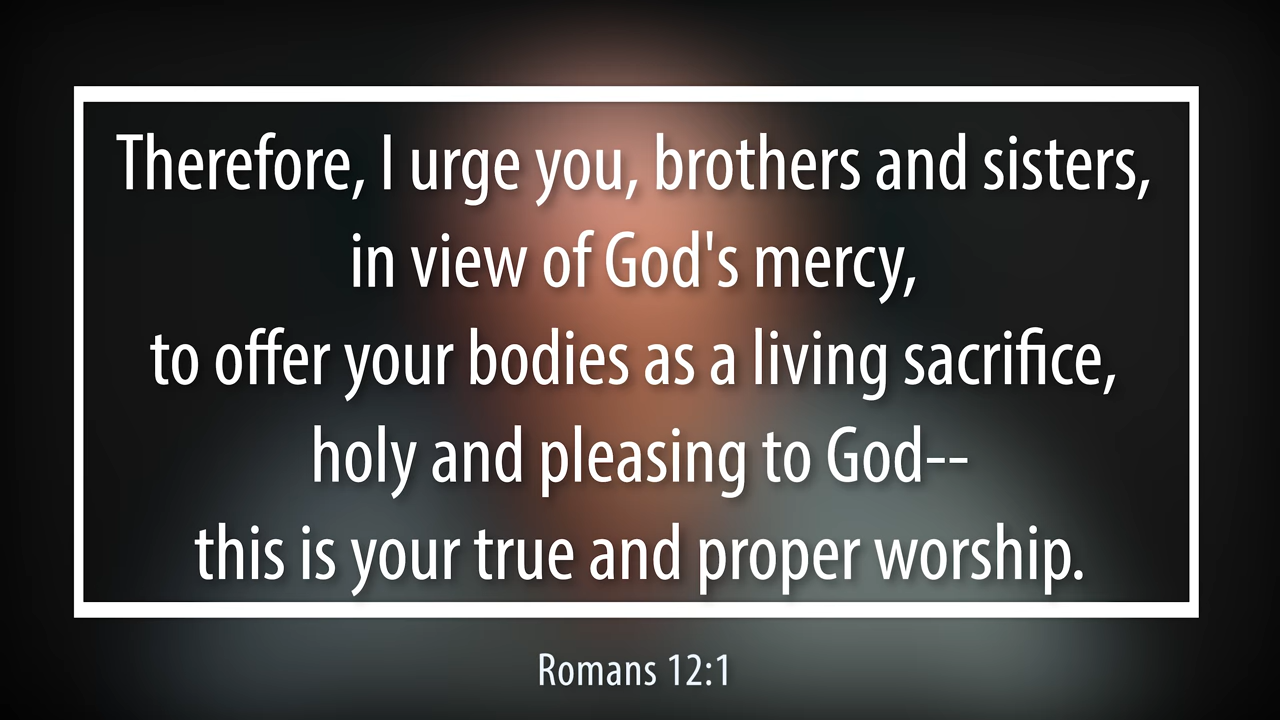 Therefore, I urge you, brothers and sisters,
in view of God's mercy,
to offer your bodies as a living sacrifice,
holy and pleasing to God--
this is your true and proper worship.
Romans 12:1